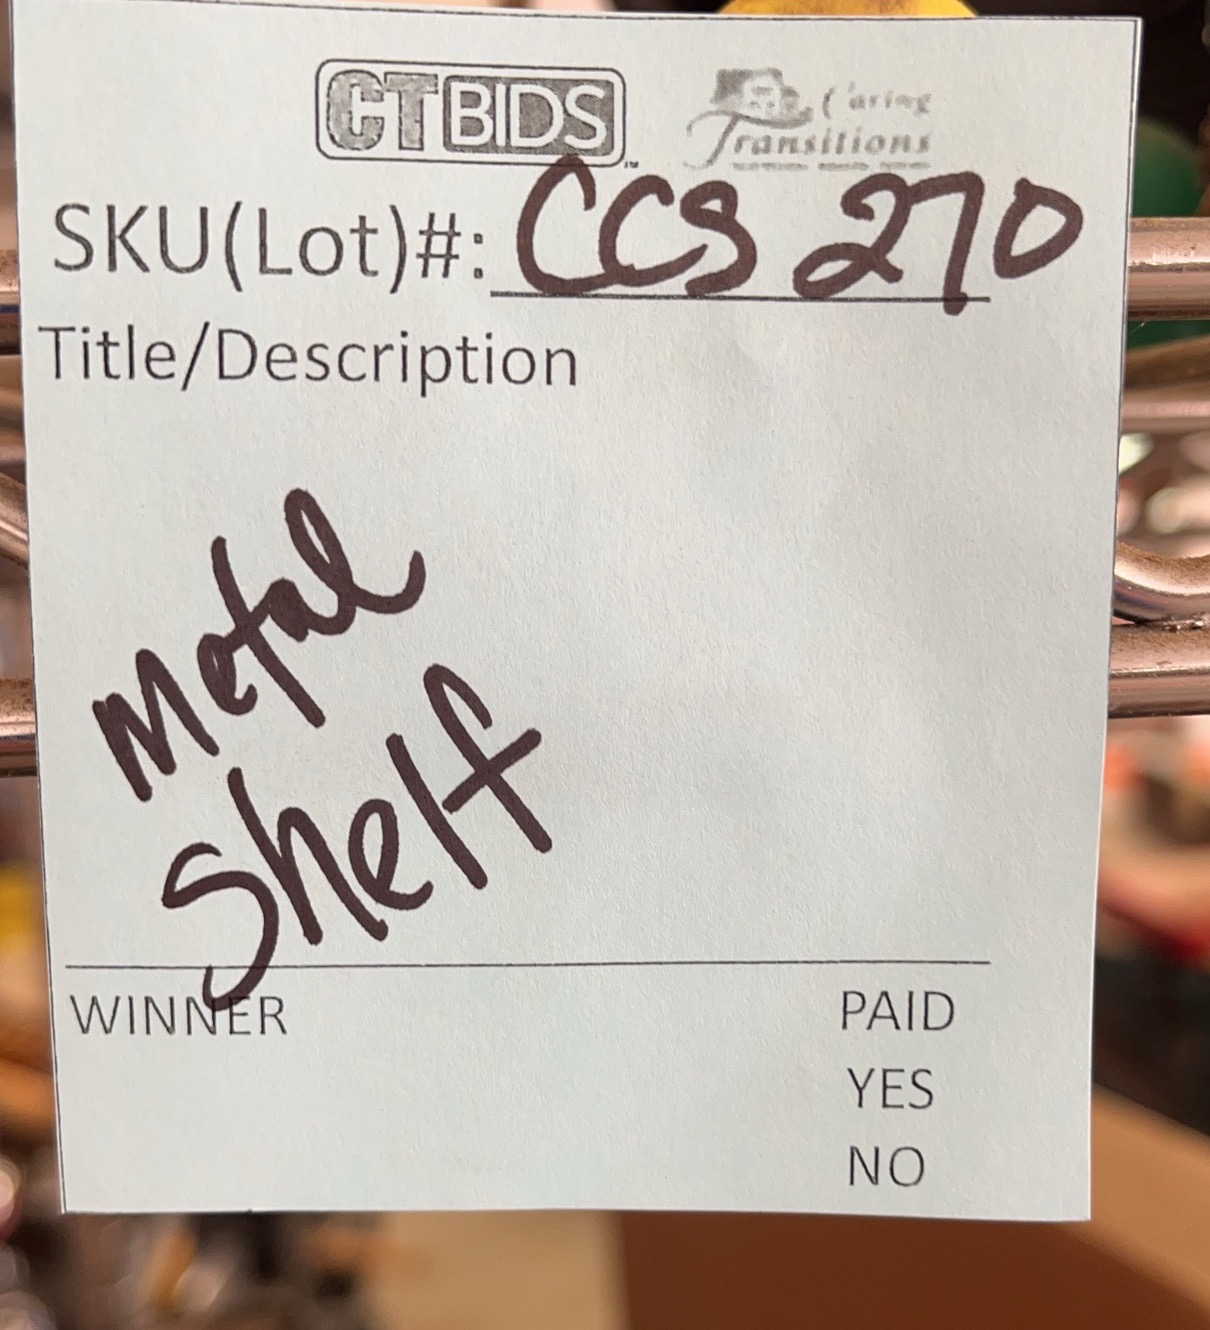 CTBIDS
Caring
Transitions
SKU(Lot)#: CCS 270
Title/Description
Metal
Shelf
WINNER
PAID
YES
NO